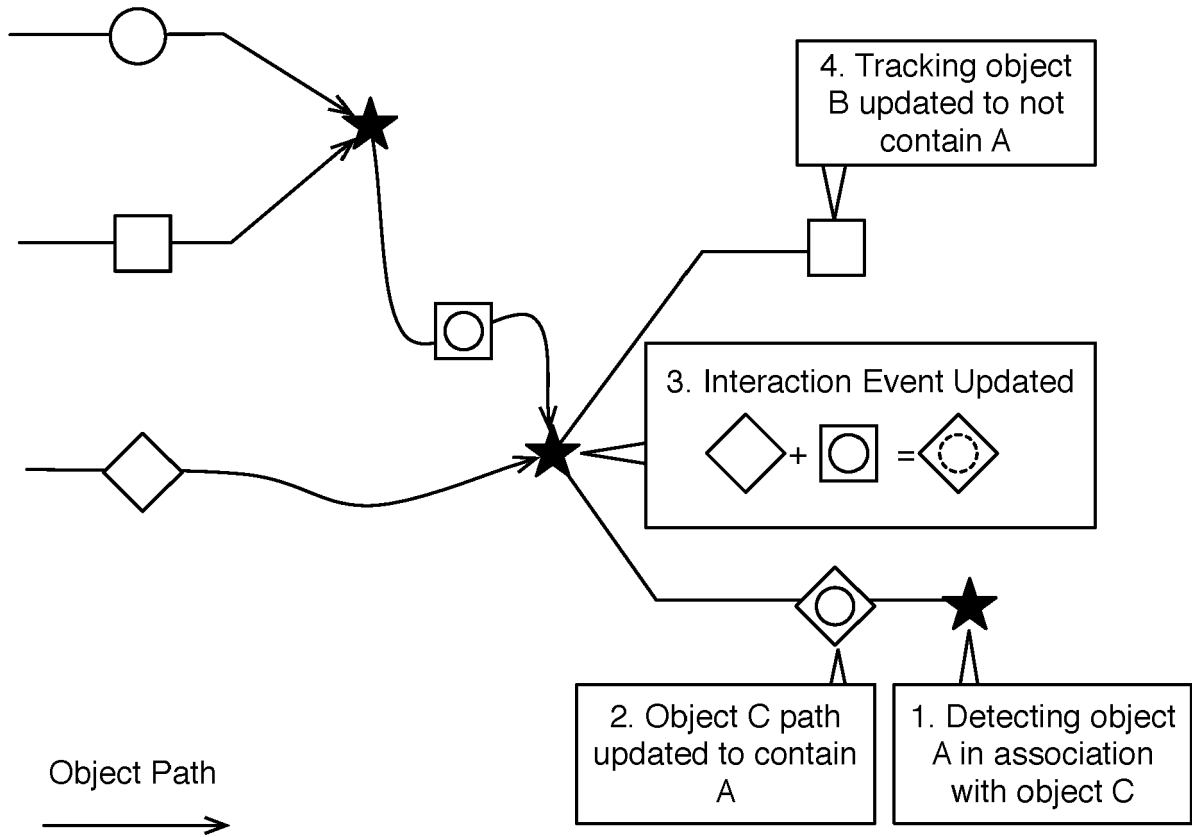 4. Tracking object
B updated to not
contain A
3. Interaction Event Updated
+ =
2. Object C path
updated to contain
A
1. Detecting object
A in association
with object C
Object Path